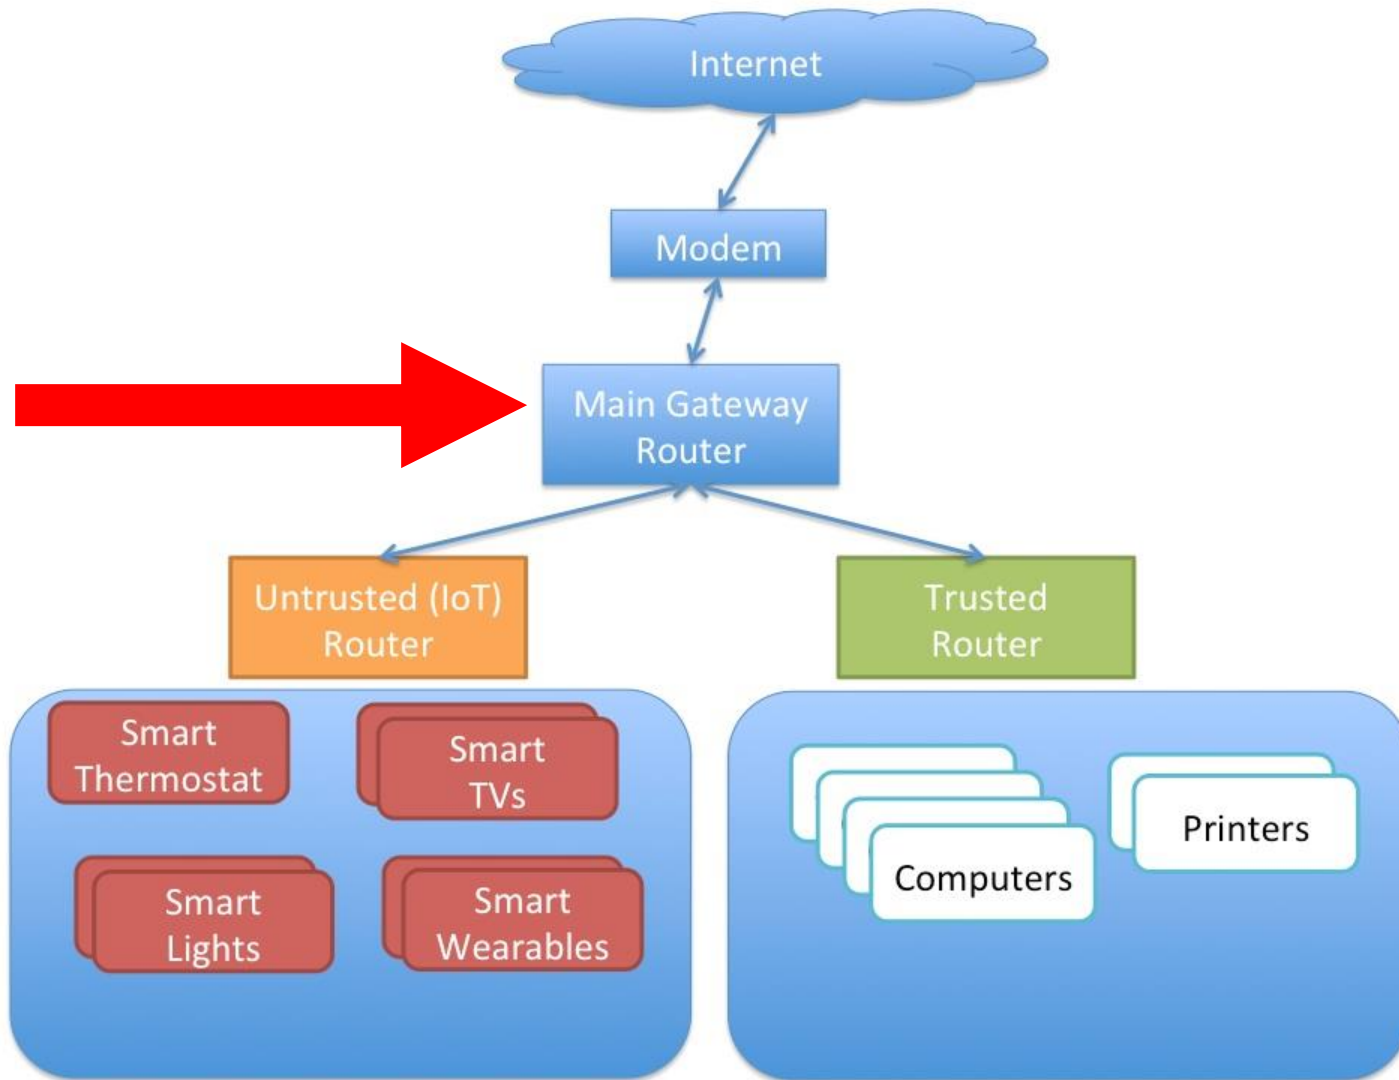 Internet
Modem
Main Gateway
Router
Untrusted (IoT)
Router
Trusted
Router
Smart
Thermostat
Smart
TVs
Smart
Lights
Smart
Wearables
Computers
Printers